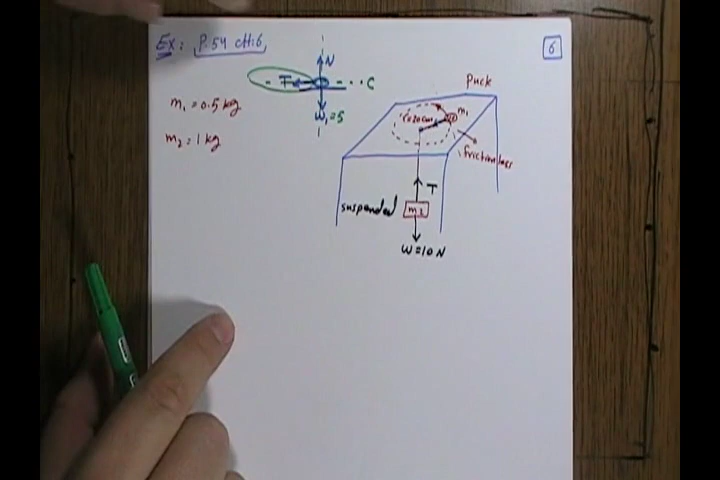 Ex: P.54 cH:6
6
N
T
C
W₁=5
m₁=0.5 kg
m₂=1 kg
Puck
r=20cm
m₁
frictionless
T
suspended
m₂
W=10N